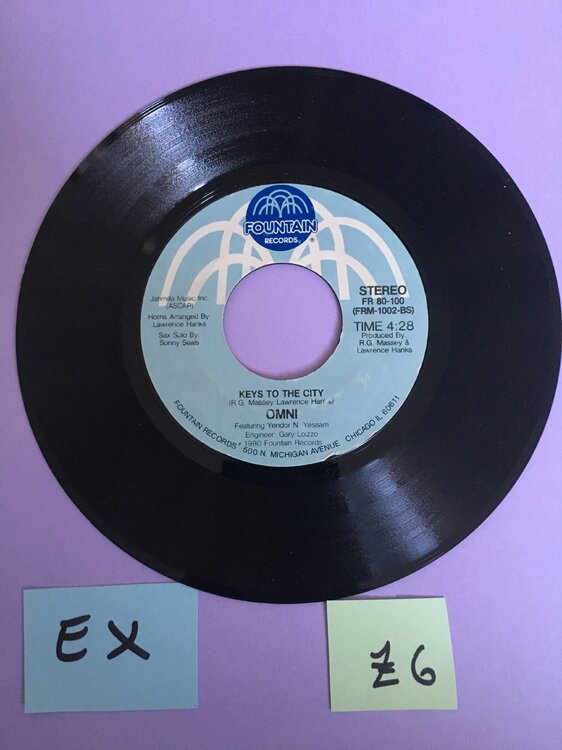 FOUNTAIN
RECORDS®
Jahmilla Music Inc.
(ASCAP)
Horns Arranged By
Lawrence Hanks
Sax Solo By
Sonny Seals
STEREO
FR 80-100
(FRM-1002-BS)
TIME 4:28
Produced By
R.G. Massey &
Lawrence Hanks
KEYS TO THE CITY
(R.G. Massey Lawrence Hanks)
OMNI
Featuring Yendor N. Yessam
Engineer: Gary Loizzo
1980 Fountain Records
FOUNTAIN RECORDS 500 N. MICHIGAN AVENUE CHICAGO IL 60611
EX
Z6